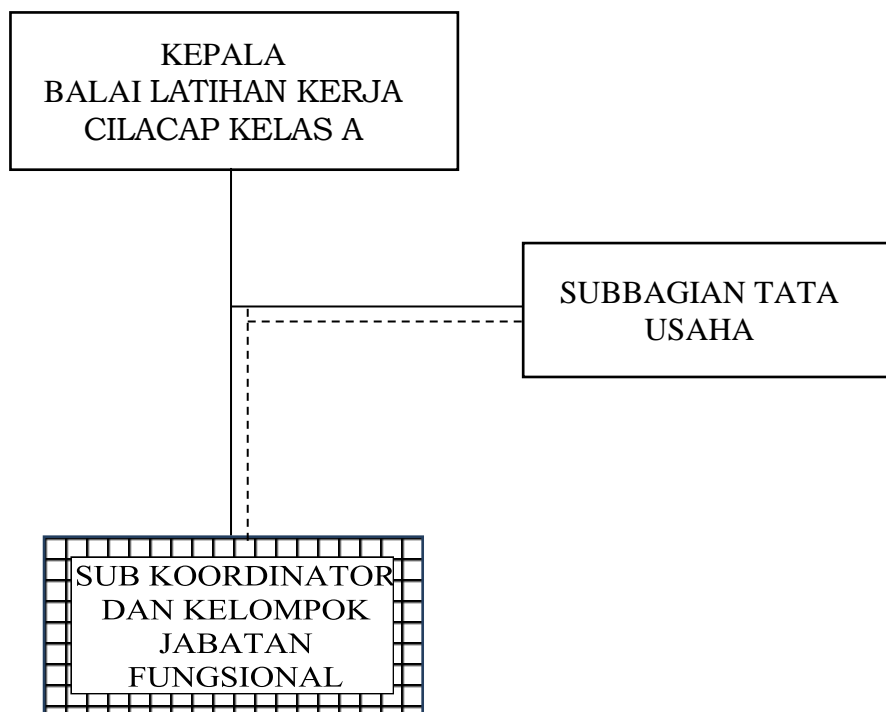 KEPALA
BALAI LATIHAN KERJA
CILACAP KELAS A
SUBBAGIAN TATA
USAHA
SUB KOORDINATOR
DAN KELOMPOK
JABATAN
FUNGSIONAL